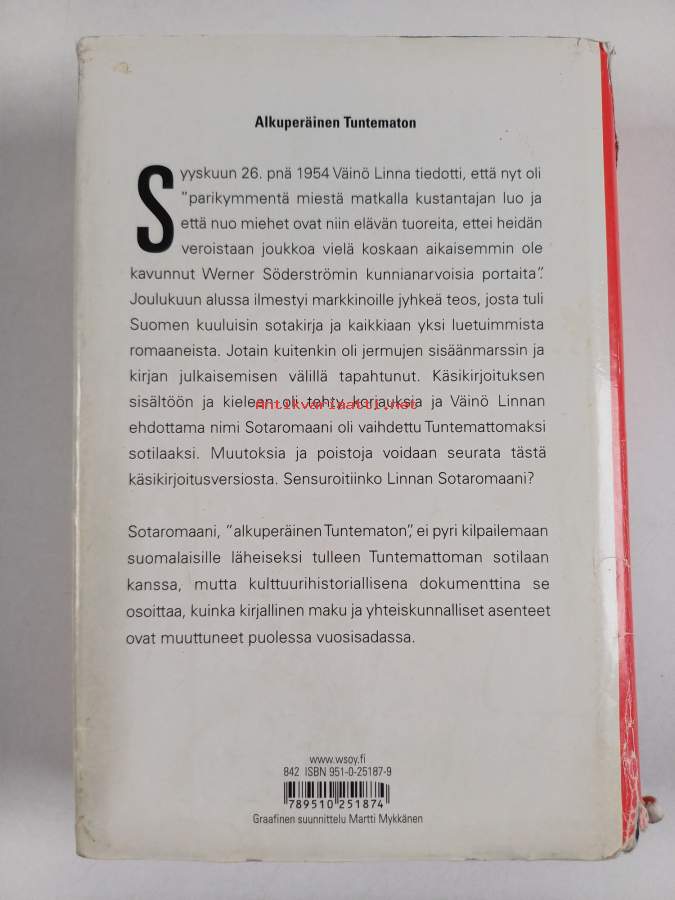 Alkuperäinen Tuntematon
Syyskuun 26. pnä 1954 Väinö Linna tiedotti, että nyt oli
"parikymmentä miestä matkalla kustantajan luo ja
että nuo miehet ovat niin elävän tuoreita, ettei heidän
veroistaan joukkoa vielä koskaan aikaisemmin ole
kavunnut Werner Söderströmin kunnianarvoisia portaita".
Joulukuun alussa ilmestyi markkinoille jyhkeä teos, josta tuli
Suomen kuuluisin sotakirja ja kaikkiaan yksi luetuimmista
romaaneista. Jotain kuitenkin oli jermujen sisäänmarssin ja
kirjan julkaisemisen välillä tapahtunut. Käsikirjoituksen
sisältöön ja kieleen oli tehty korjauksia ja Väinö Linnan
Antikvariaatti.net
ehdottama nimi Sotaromaani oli vaihdettu Tuntemattomaksi
sotilaaksi. Muutoksia ja poistoja voidaan seurata tästä
käsikirjoitusversiosta. Sensuroitiinko Linnan Sotaromaani?
Sotaromaani, "alkuperäinen Tuntematon", ei pyri kilpailemaan
suomalaisille läheiseksi tulleen Tuntemattoman sotilaan
kanssa, mutta kulttuurihistoriallisena dokumenttina se
osoittaa, kuinka kirjallinen maku ja yhteiskunnalliset asenteet
ovat muuttuneet puolessa vuosisadassa.
www.wsoy.fi
842 ISBN 951-0-25187-9
789510 251874
Graafinen suunnittelu Martti Mykkänen